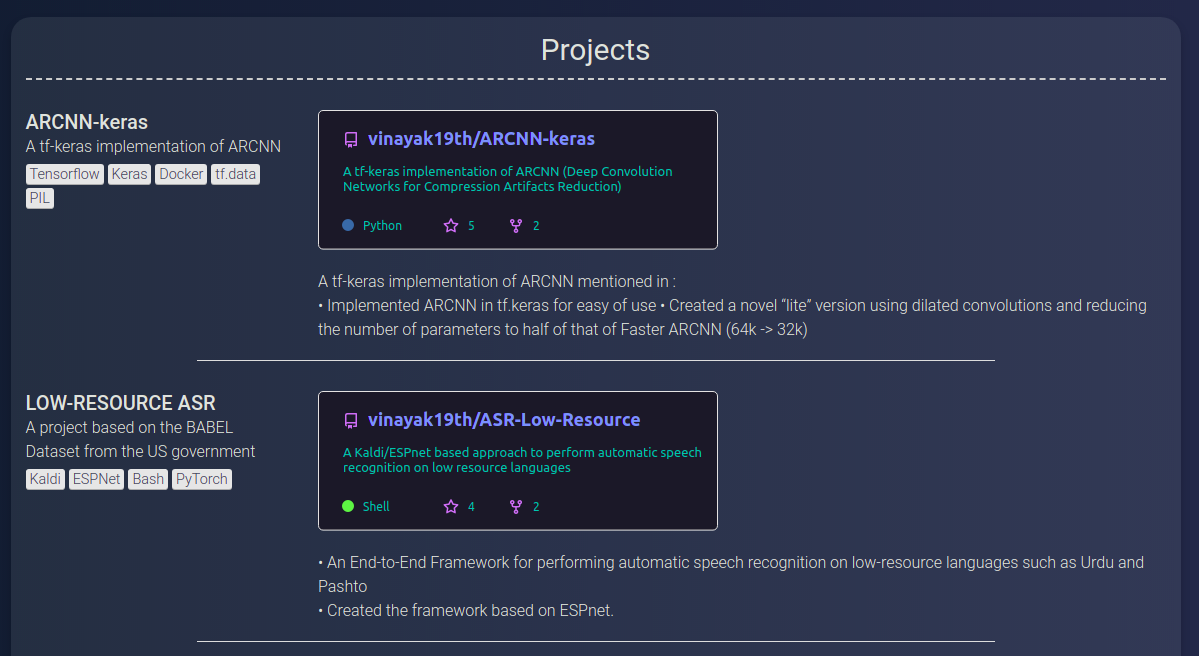 Projects
ARCNN-keras
A tf-keras implementation of ARCNN
Tensorflow Keras Docker tf.data
PIL
vinayak19th/ARCNN-keras
A tf-keras implementation of ARCNN (Deep Convolution
Networks for Compression Artifacts Reduction)
Python 5 2
A tf-keras implementation of ARCNN mentioned in :
• Implemented ARCNN in tf.keras for easy of use • Created a novel “lite” version using dilated convolutions and reducing
the number of parameters to half of that of Faster ARCNN (64k -> 32k)
LOW-RESOURCE ASR
A project based on the BABEL
Dataset from the US government
Kaldi ESPNet Bash PyTorch
vinayak19th/ASR-Low-Resource
A Kaldi/ESPnet based approach to perform automatic speech
recognition on low resource languages
Shell 4 2
• An End-to-End Framework for performing automatic speech recognition on low-resource languages such as Urdu and
Pashto
• Created the framework based on ESPnet.